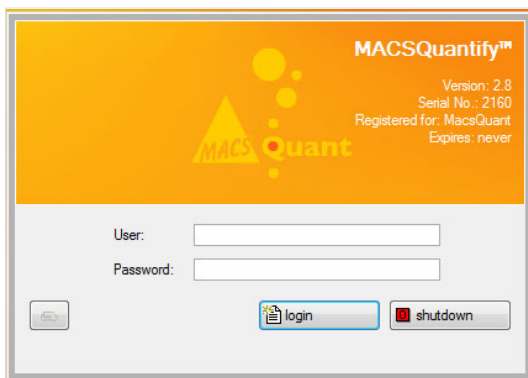 MACSQuantify™
Version: 2.8
Serial No.: 2160
Registered for: MacsQuant
Expires: never
MACS Quant
User:
Password:
login
shutdown